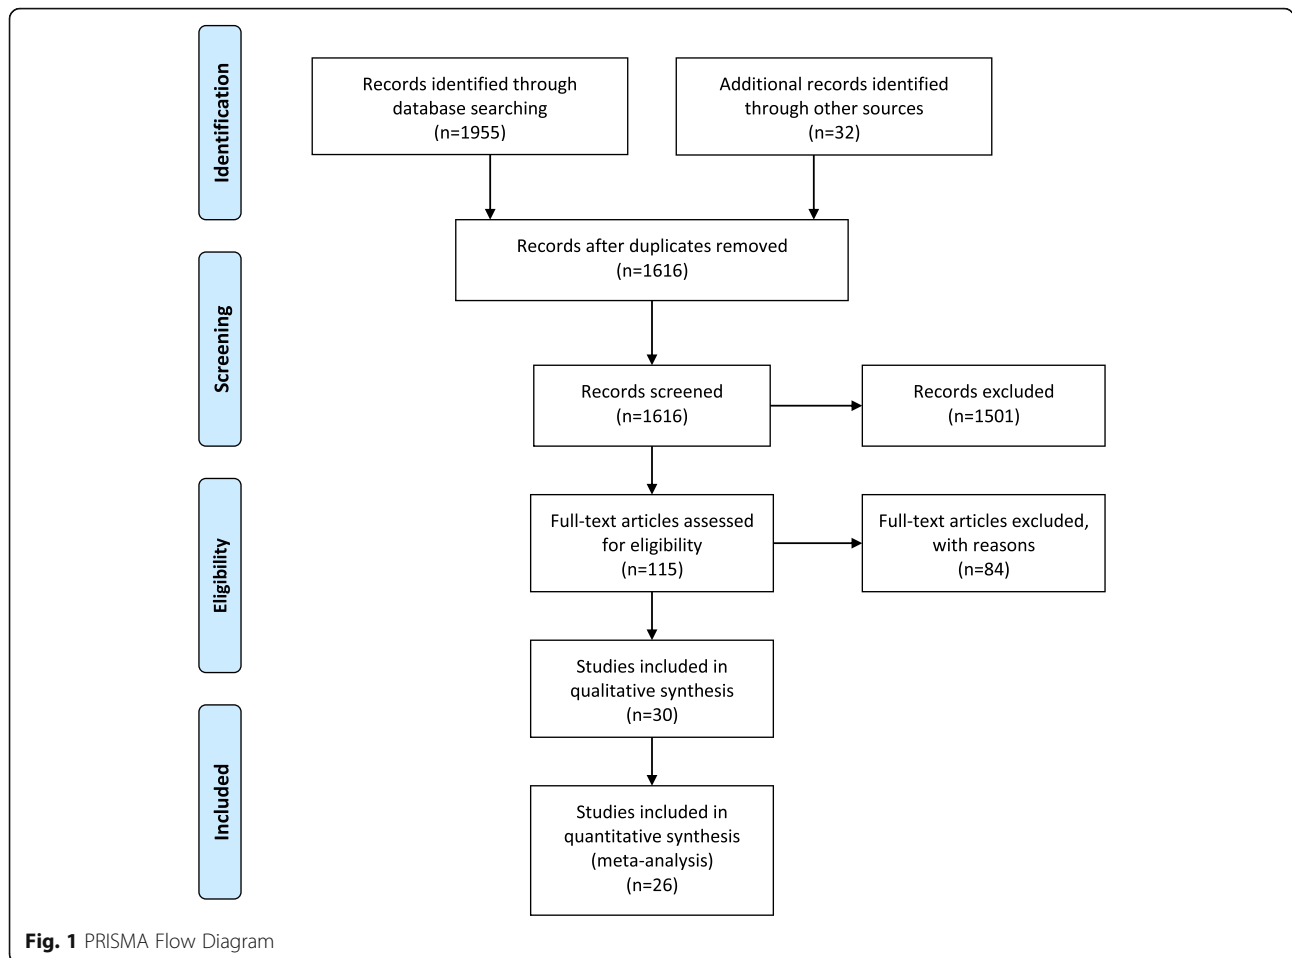 Identification
Records identified through
database searching
(n=1955)
Additional records identified
through other sources
(n=32)
Records after duplicates removed
(n=1616)
Screening
Records screened
(n=1616)
Records excluded
(n=1501)
Eligibility
Full-text articles assessed
for eligibility
(n=115)
Full-text articles excluded,
with reasons
(n=84)
Studies included in
qualitative synthesis
(n=30)
Included
Studies included in
quantitative synthesis
(meta-analysis)
(n=26)
Fig. 1 PRISMA Flow Diagram